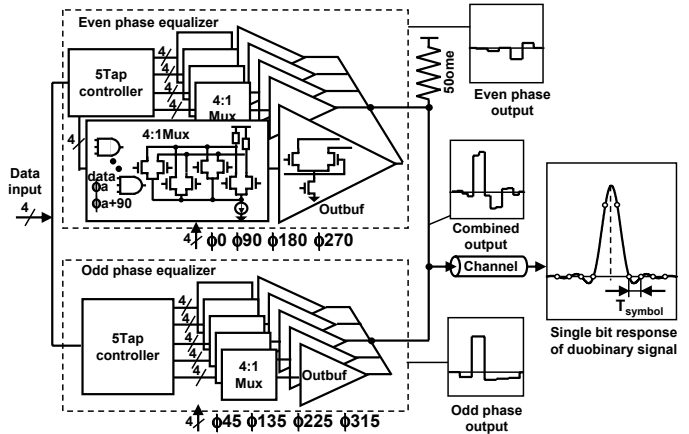 Even phase equalizer
5Tap
controller
4
4
4
4
4
4:1
Mux
4:1Mux
data
ϕa
ϕa+90
Outbuf
50ome
Even phase
output
Data
input
4
4 ϕ0 ϕ90 ϕ180 ϕ270
Combined
output
Channel
Tsymbol
Single bit response
of duobinary signal
Odd phase equalizer
5Tap
controller
4
4
4
4
4
4:1
Mux
Outbuf
4 ϕ45 ϕ135 ϕ225 ϕ315
Odd phase
output